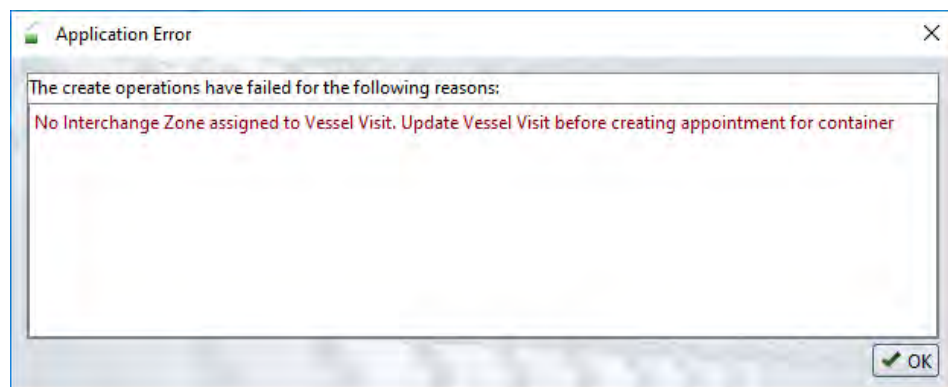 Application Error
The create operations have failed for the following reasons:
No Interchange Zone assigned to Vessel Visit. Update Vessel Visit before creating appointment for container
OK